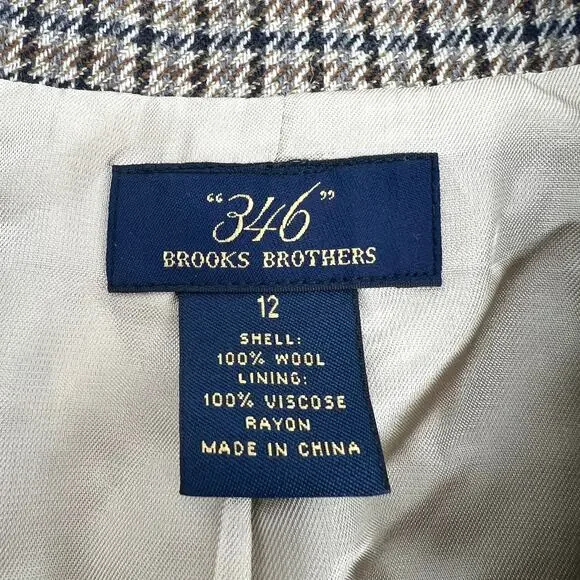 “346”
BROOKS BROTHERS
12
SHELL:
100% WOOL
LINING:
100% VISCOSE
RAYON
MADE IN CHINA